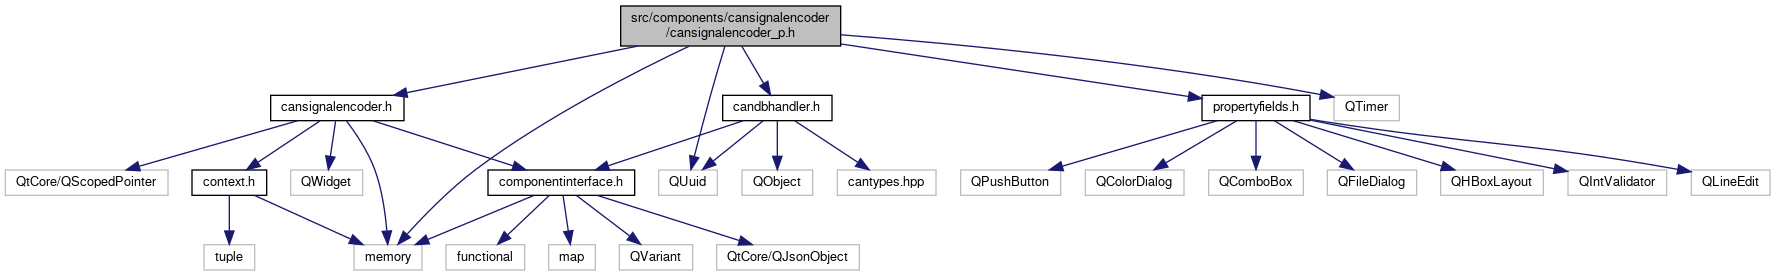 src/components/cansignalencoder
/cansignalencoder_p.h
cansignalencoder.h
candbhandler.h
propertyfields.h
QTimer
QtCore/QScopedPointer
context.h
QWidget
componentinterface.h
QUuid
QObject
cantypes.hpp
QPushButton
QColorDialog
QComboBox
QFileDialog
QHBoxLayout
QIntValidator
QLineEdit
tuple
memory
functional
map
QVariant
QtCore/QJsonObject